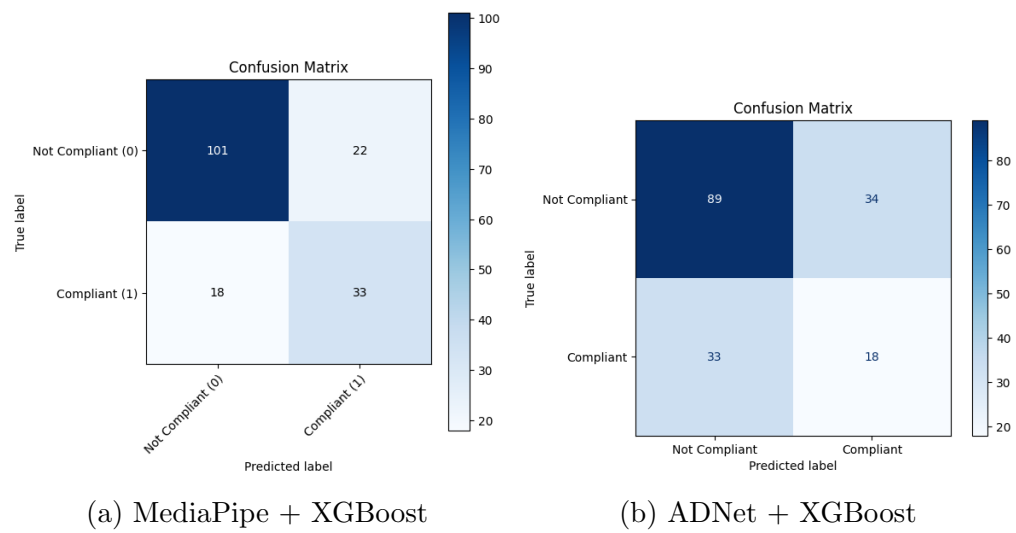 Confusion Matrix
True label
Not Compliant (0)
101 22
Compliant (1)
18 33
Not Compliant (0)
Compliant (1)
Predicted label
100
90
80
70
60
50
40
30
20
(a) MediaPipe + XGBoost
Confusion Matrix
True label
Not Compliant
89 34
Compliant
33 18
Not Compliant
Compliant
Predicted label
80
70
60
50
40
30
20
(b) ADNet + XGBoost